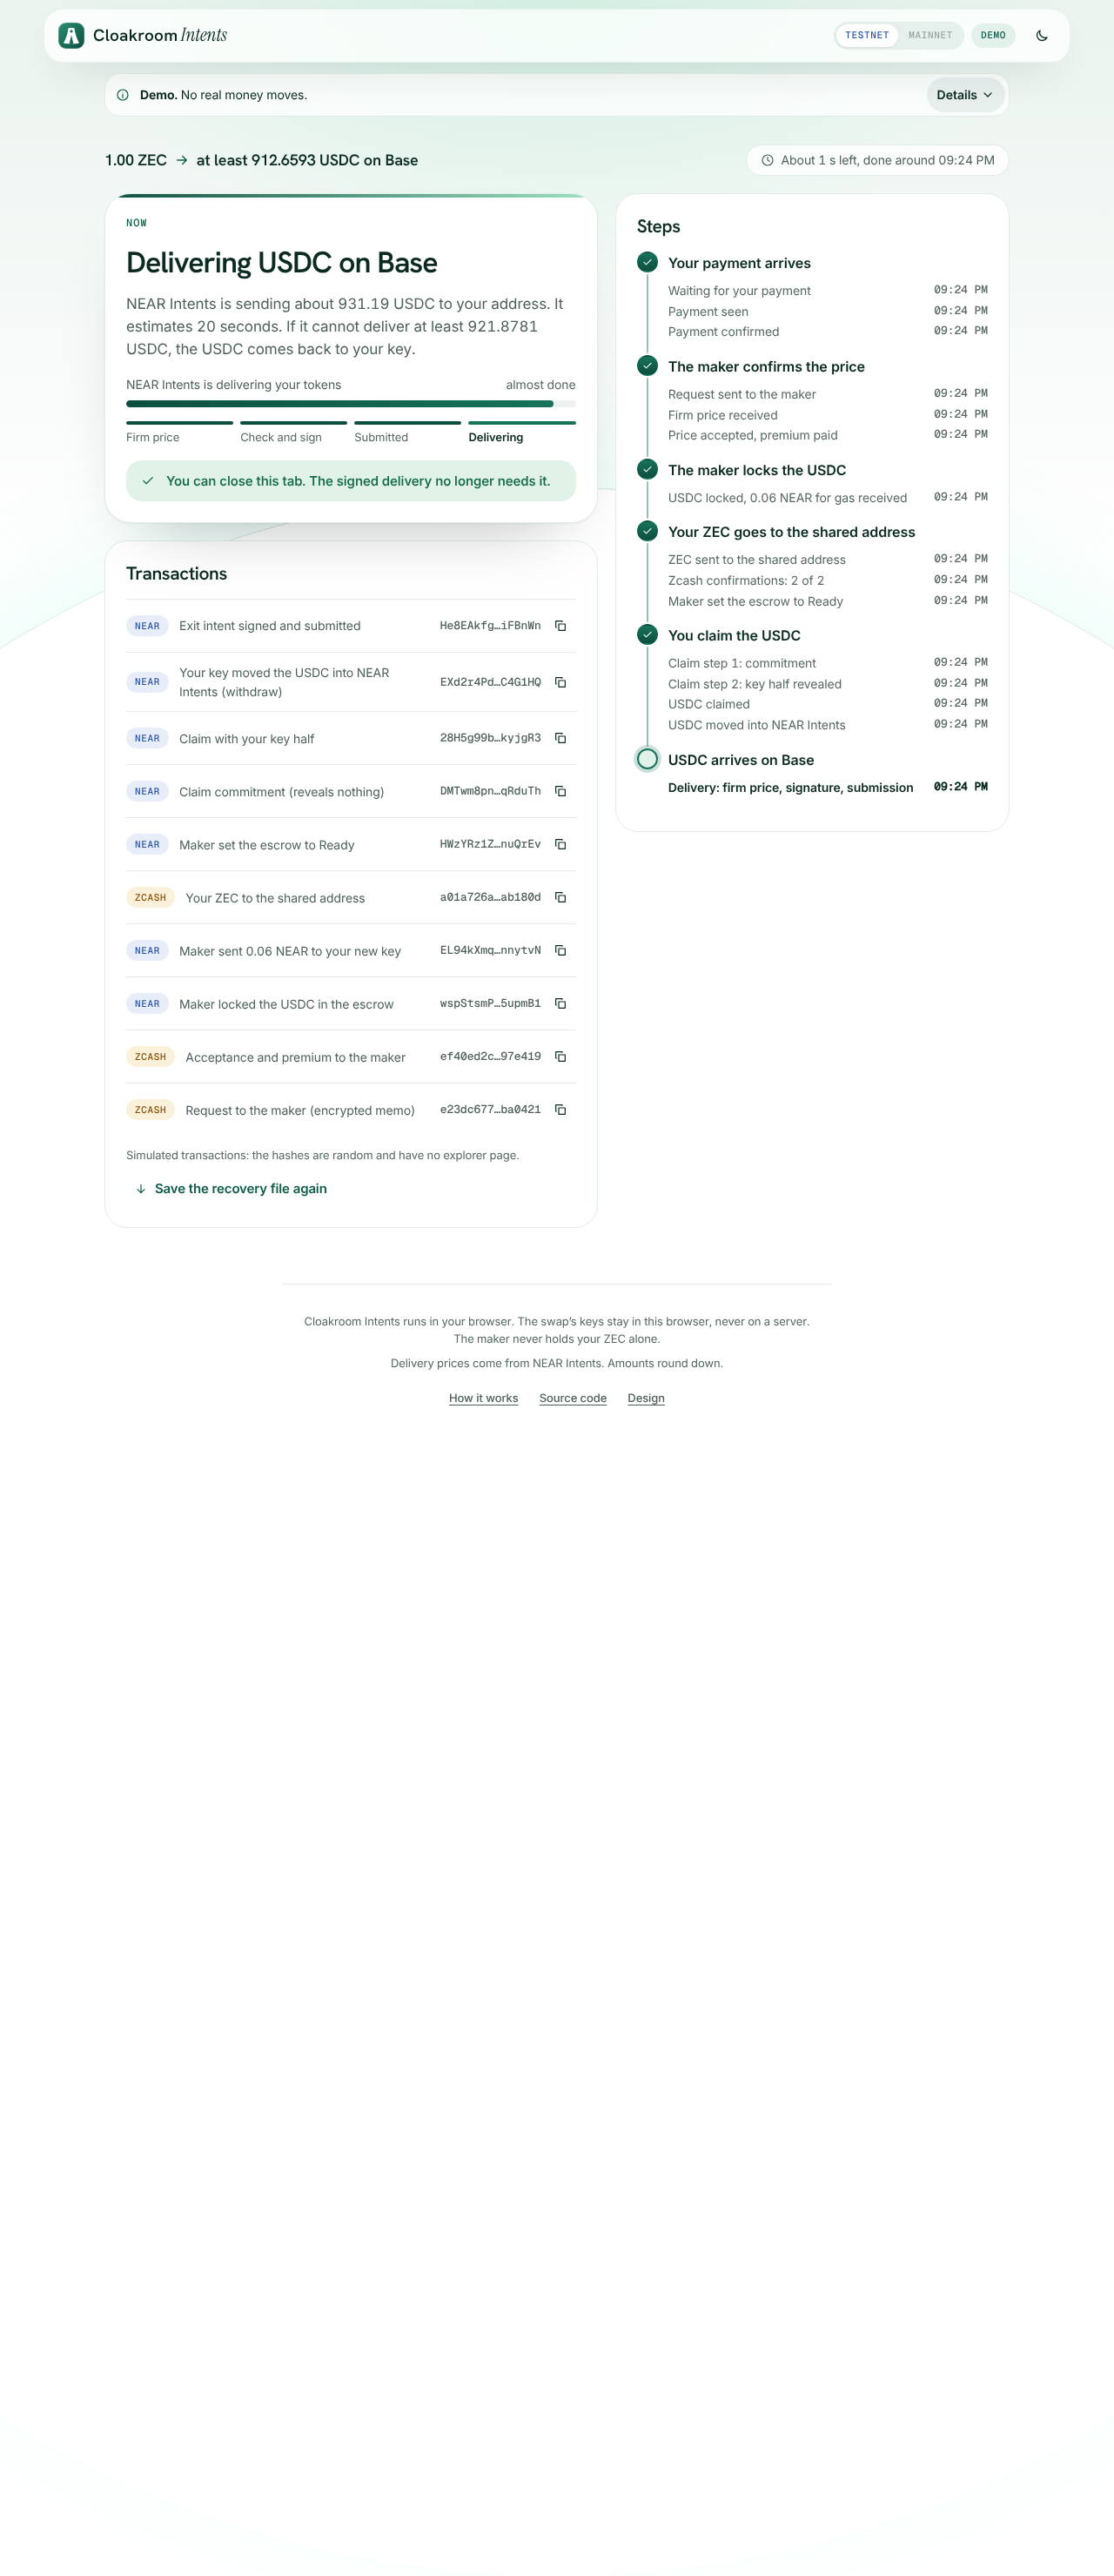 Cloakroom Intents
TESTNET MAINNET DEMO
Demo. No real money moves.
Details
1.00 ZEC → at least 912.6593 USDC on Base
About 1 s left, done around 09:24 PM
NOW
Delivering USDC on Base
NEAR Intents is sending about 931.19 USDC to your address. It
estimates 20 seconds. If it cannot deliver at least 921.8781
USDC, the USDC comes back to your key.
NEAR Intents is delivering your tokens almost done
Firm price Check and sign Submitted Delivering
You can close this tab. The signed delivery no longer needs it.
Transactions
NEAR Exit intent signed and submitted He8EAkfg…iFBnWn
NEAR Your key moved the USDC into NEAR
Intents (withdraw) EXd2r4Pd…C4G1HQ
NEAR Claim with your key half 28H5g99b…kyjgR3
NEAR Claim commitment (reveals nothing) DMTwm8pn…qRduTh
NEAR Maker set the escrow to Ready HWzYRz1Z…nuQrEv
ZCASH Your ZEC to the shared address a01a726a…ab180d
NEAR Maker sent 0.06 NEAR to your new key EL94kXmq…nnytvN
NEAR Maker locked the USDC in the escrow wspStsmP…5upmB1
ZCASH Acceptance and premium to the maker ef40ed2c…97e419
ZCASH Request to the maker (encrypted memo) e23dc677…ba0421
Simulated transactions: the hashes are random and have no explorer page.
Save the recovery file again
Steps
Your payment arrives
Waiting for your payment 09:24 PM
Payment seen 09:24 PM
Payment confirmed 09:24 PM
The maker confirms the price
Request sent to the maker 09:24 PM
Firm price received 09:24 PM
Price accepted, premium paid 09:24 PM
The maker locks the USDC
USDC locked, 0.06 NEAR for gas received 09:24 PM
Your ZEC goes to the shared address
ZEC sent to the shared address 09:24 PM
Zcash confirmations: 2 of 2 09:24 PM
Maker set the escrow to Ready 09:24 PM
You claim the USDC
Claim step 1: commitment 09:24 PM
Claim step 2: key half revealed 09:24 PM
USDC claimed 09:24 PM
USDC moved into NEAR Intents 09:24 PM
USDC arrives on Base
Delivery: firm price, signature, submission 09:24 PM
Cloakroom Intents runs in your browser. The swap’s keys stay in this browser, never on a server.
The maker never holds your ZEC alone.
Delivery prices come from NEAR Intents. Amounts round down.
How it works Source code Design